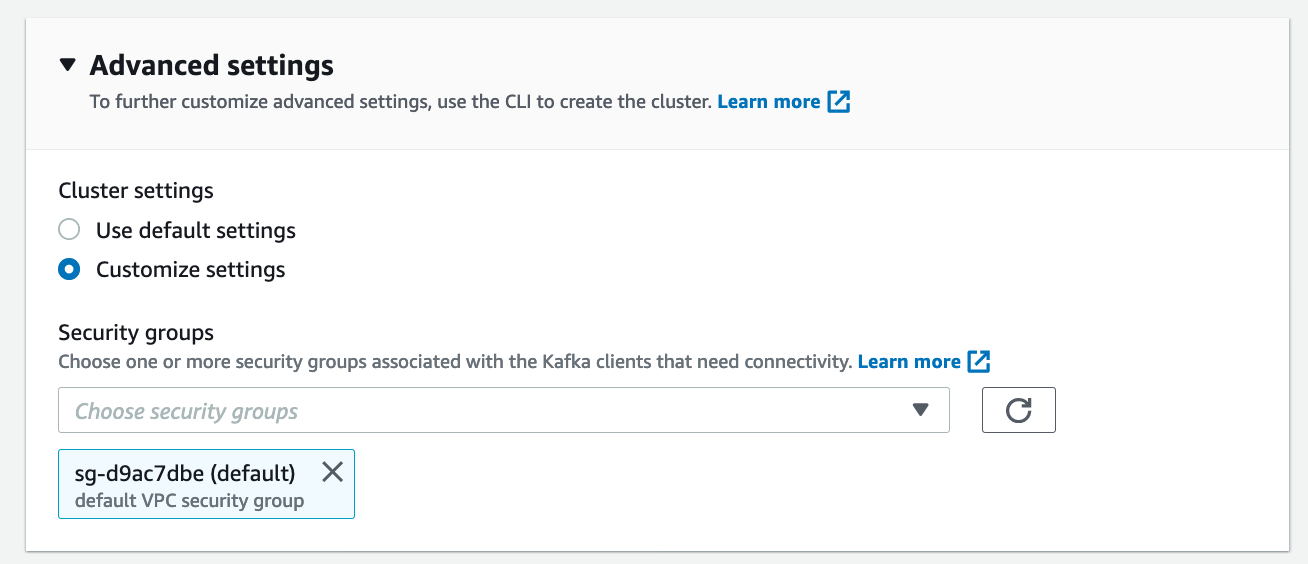 Advanced settings
To further customize advanced settings, use the CLI to create the cluster. Learn more
Cluster settings
Use default settings
Customize settings
Security groups
Choose one or more security groups associated with the Kafka clients that need connectivity. Learn more
Choose security groups
sg-d9ac7dbe (default)
default VPC security group